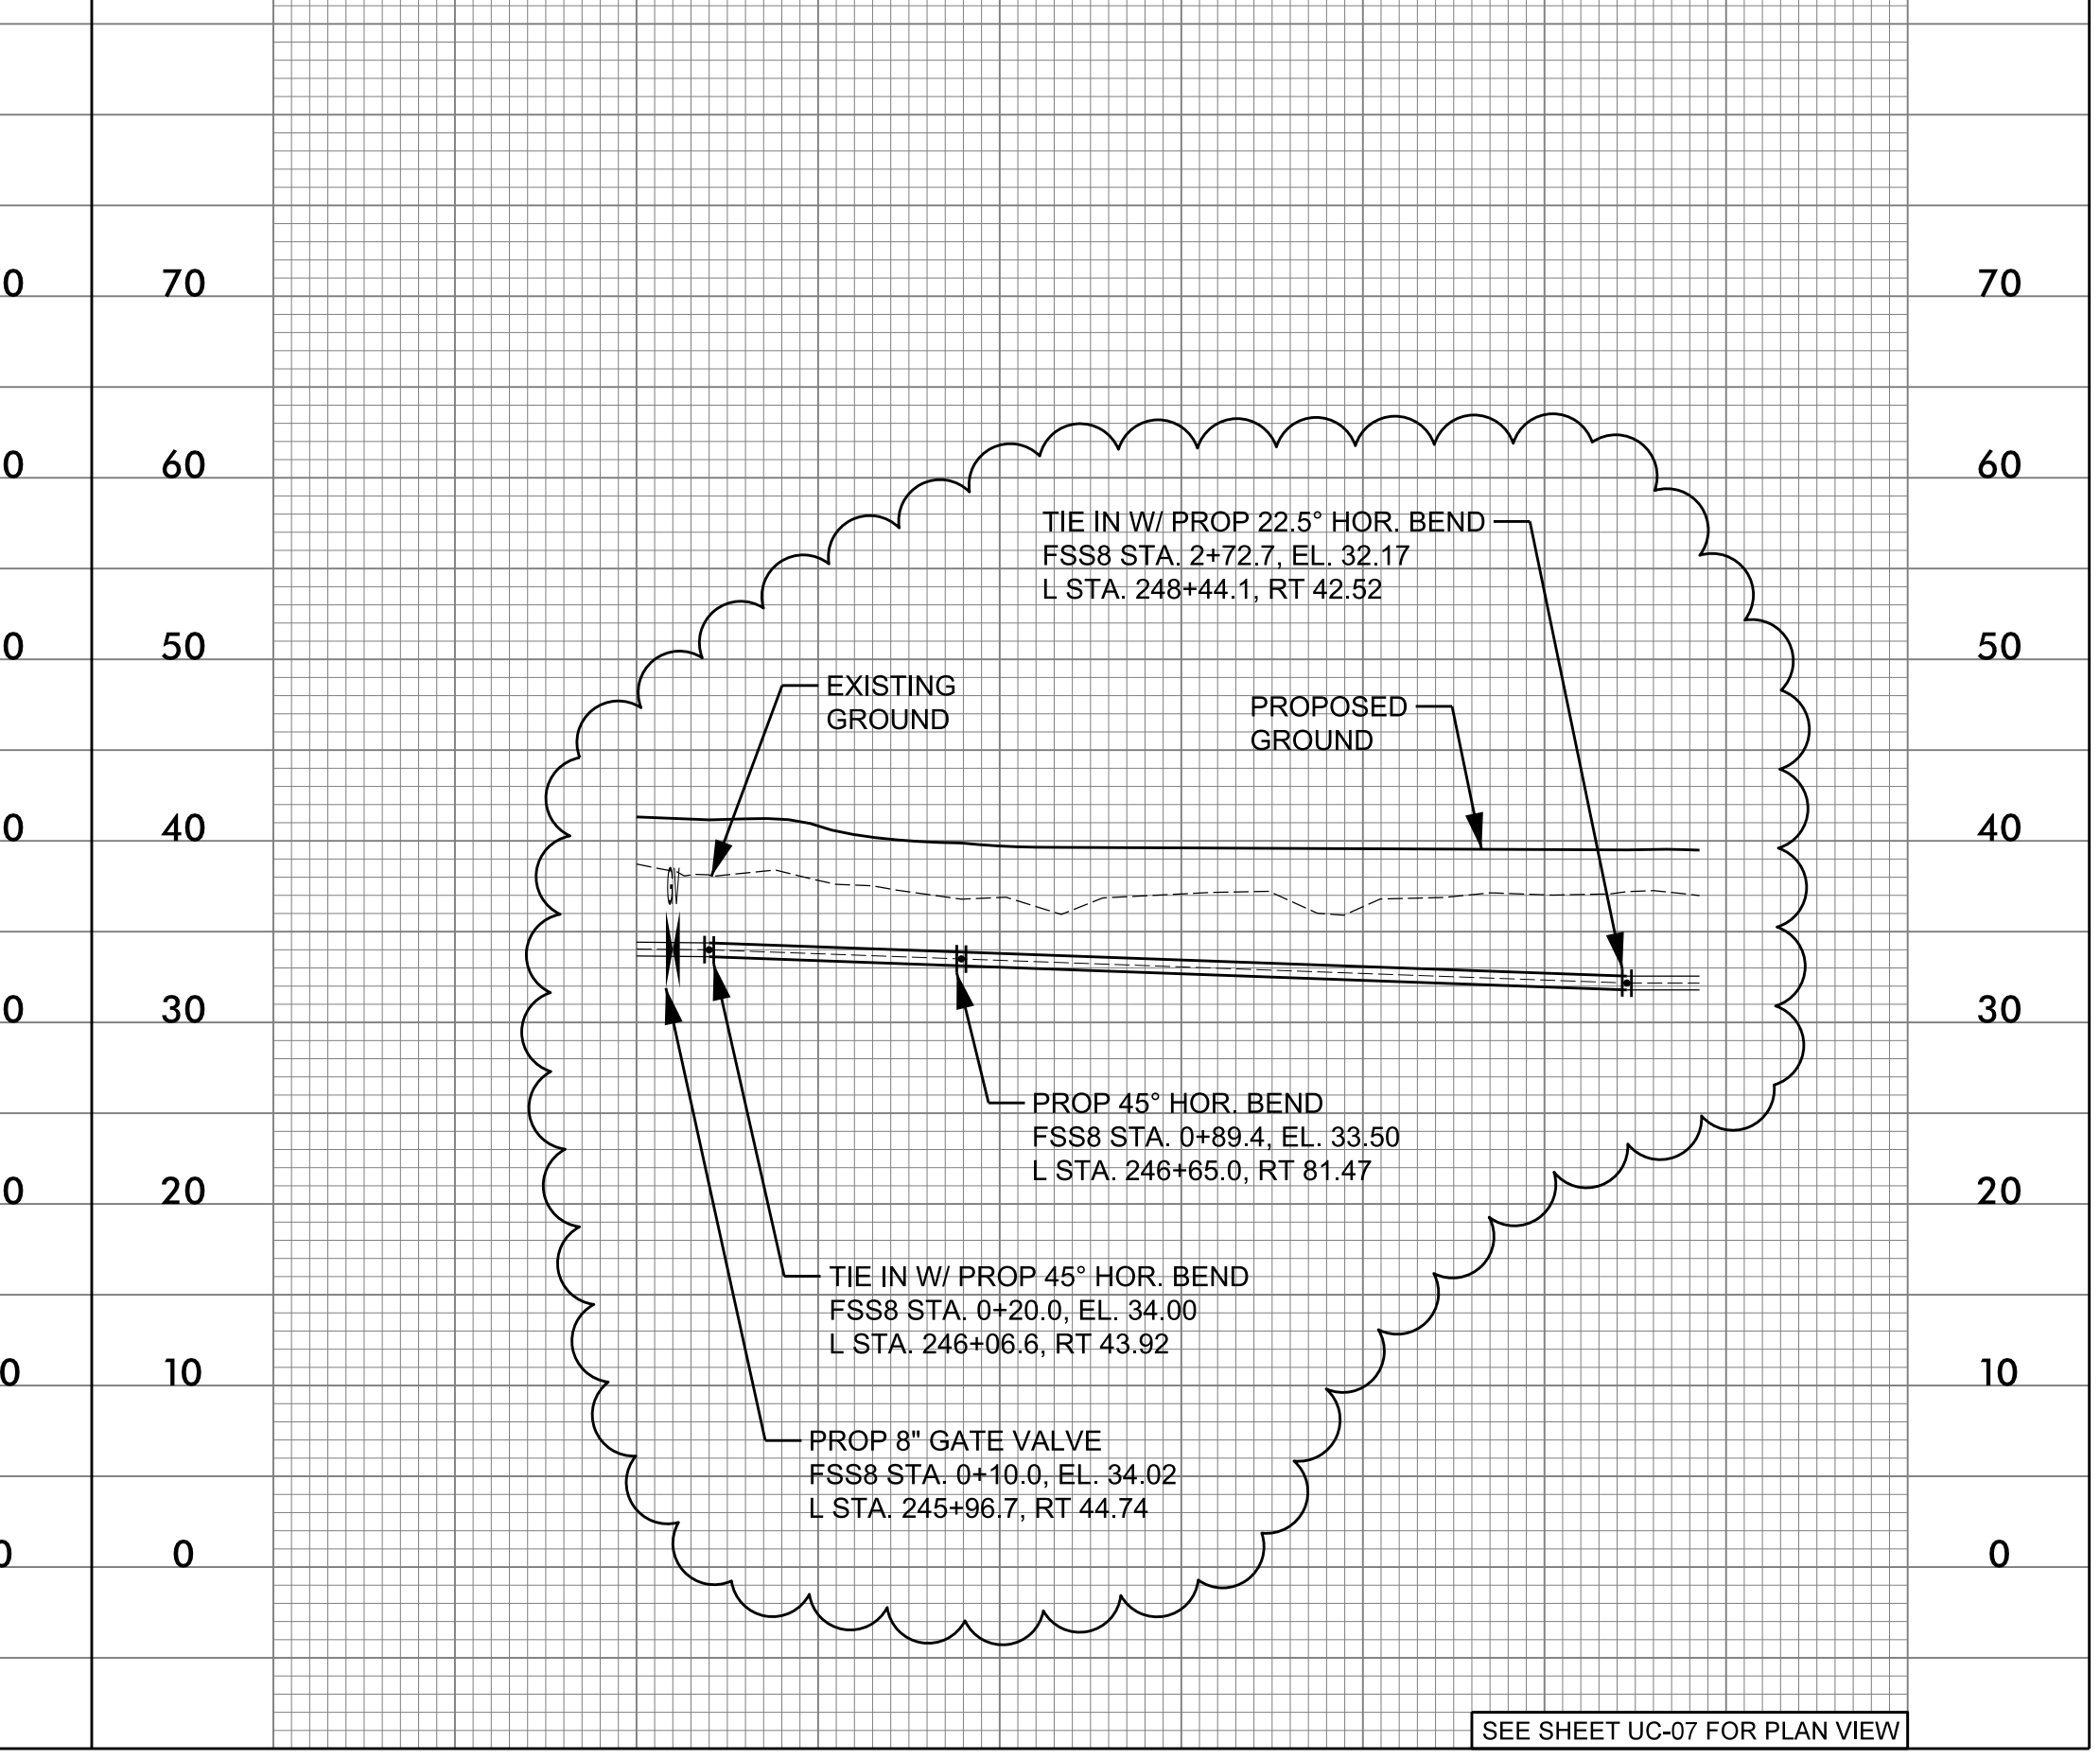 0 70 70
0 60 60
TIE IN W/ PROP 22.5° HOR. BEND
FSS8 STA. 2+72.7, EL. 32.17
L STA. 248+44.1, RT 42.52
0 50 50
EXISTING
GROUND
PROPOSED
GROUND
0 40 40
GV
0 30 30
PROP 45° HOR. BEND
FSS8 STA. 0+89.4, EL. 33.50
L STA. 246+65.0, RT 81.47
0 20 20
TIE IN W/ PROP 45° HOR. BEND
FSS8 STA. 0+20.0, EL. 34.00
L STA. 246+06.6, RT 43.92
0 10 10
PROP 8" GATE VALVE
FSS8 STA. 0+10.0, EL. 34.02
L STA. 245+96.7, RT 44.74
0 0 0
SEE SHEET UC-07 FOR PLAN VIEW